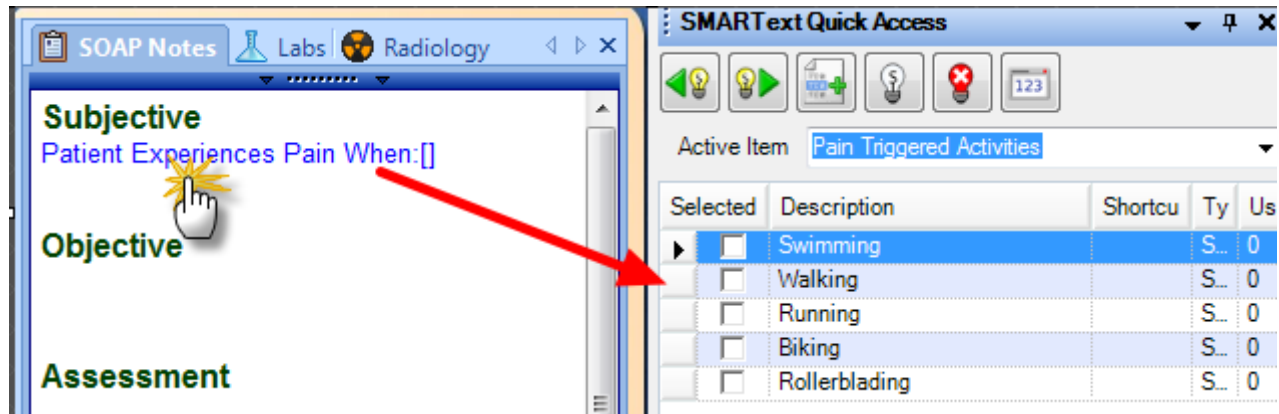 SOAP Notes Labs Radiology
Subjective
Patient Experiences Pain When:[]
Objective
Assessment
SMARText Quick Access
123
Active Item Pain Triggered Activities
Selected Description Shortcu Ty Us
Swimming S... 0
Walking S... 0
Running S... 0
Biking S... 0
Rollerblading S... 0